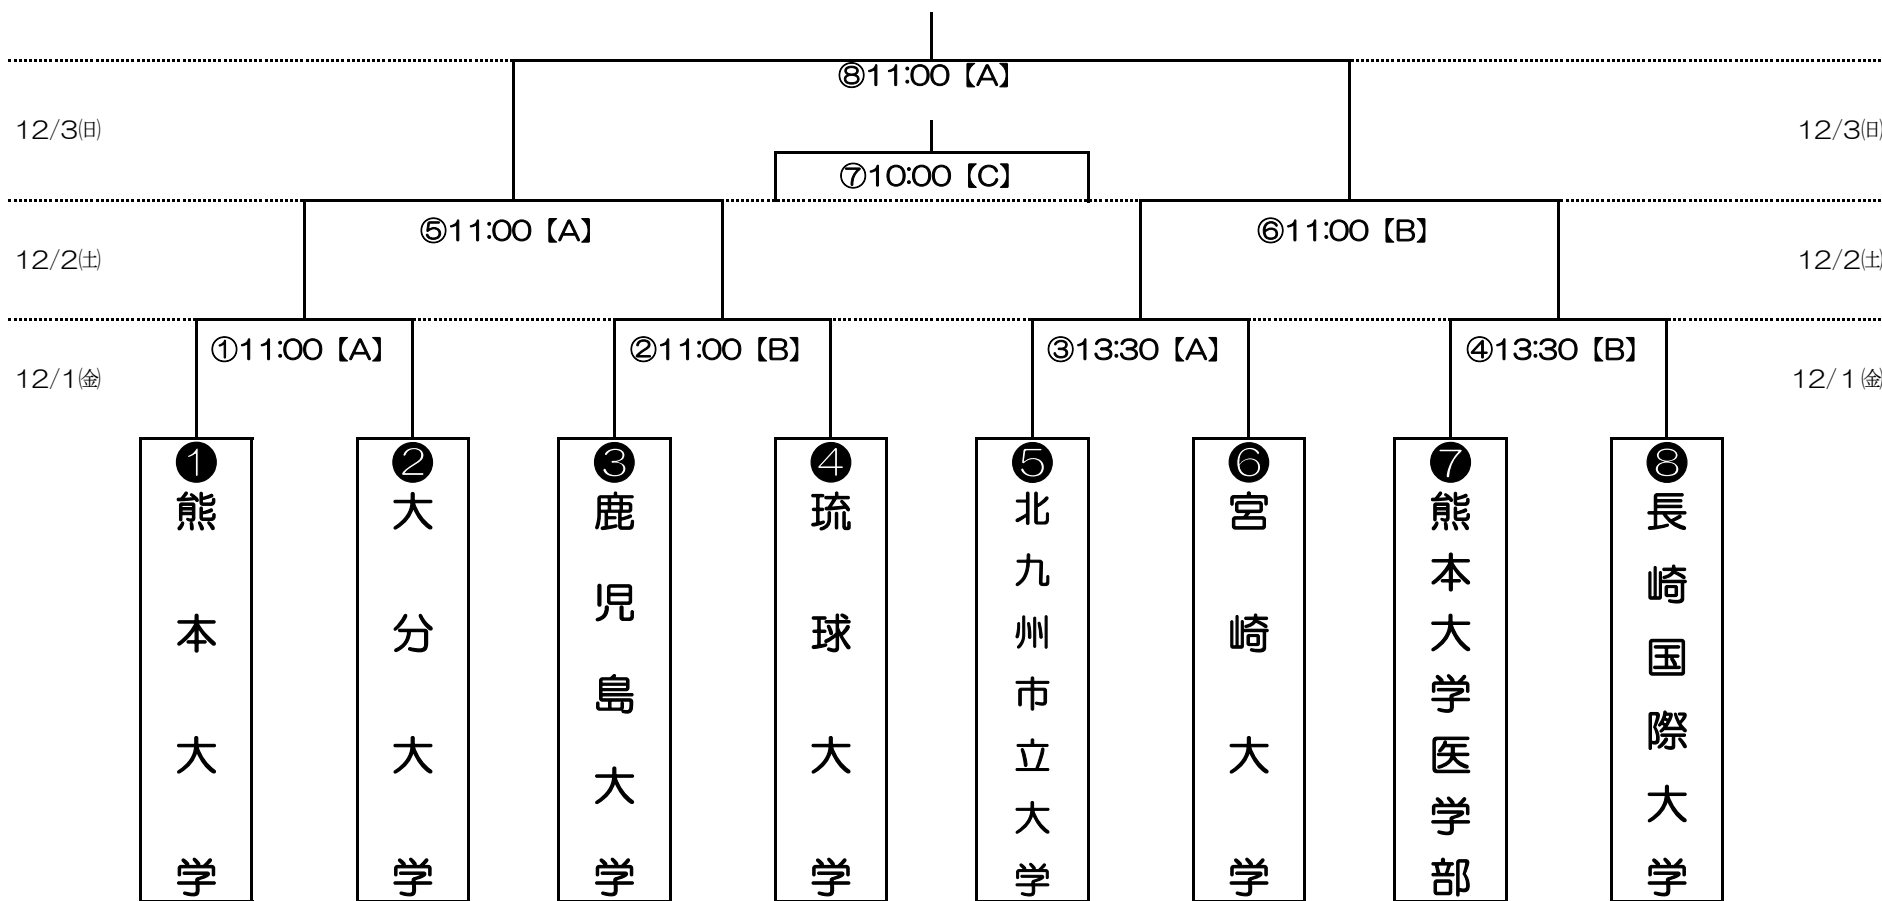 ⑧11:00【A】
12/3㈰
12/3㈰
⑦10:00【C】
⑤11:00【A】
⑥11:00【B】
12/2㈯
12/2㈯
①11:00【A】
②11:00【B】
③13:30【A】
④13:30【B】
12/1㈮
12/1㈮
❶熊本大学
❷大分大学
❸鹿児島大学
❹琉球大学
❺北九州市立大学
❻宮崎大学
❼熊本大学医学部
❽長崎国際大学